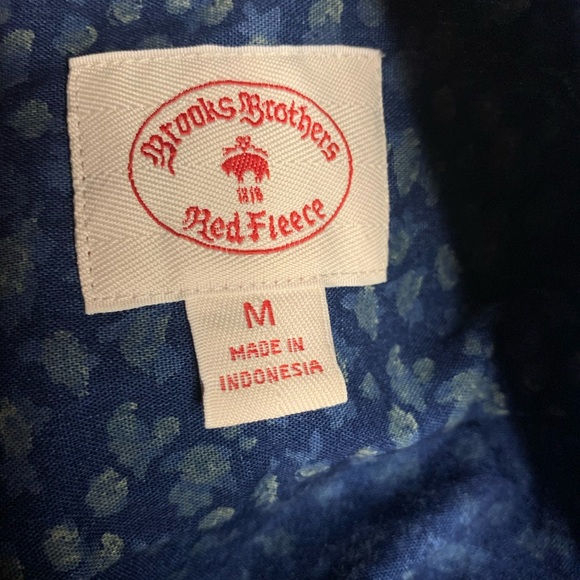 Brooks Brothers
1818
Red Fleece
M
MADE IN
INDONESIA